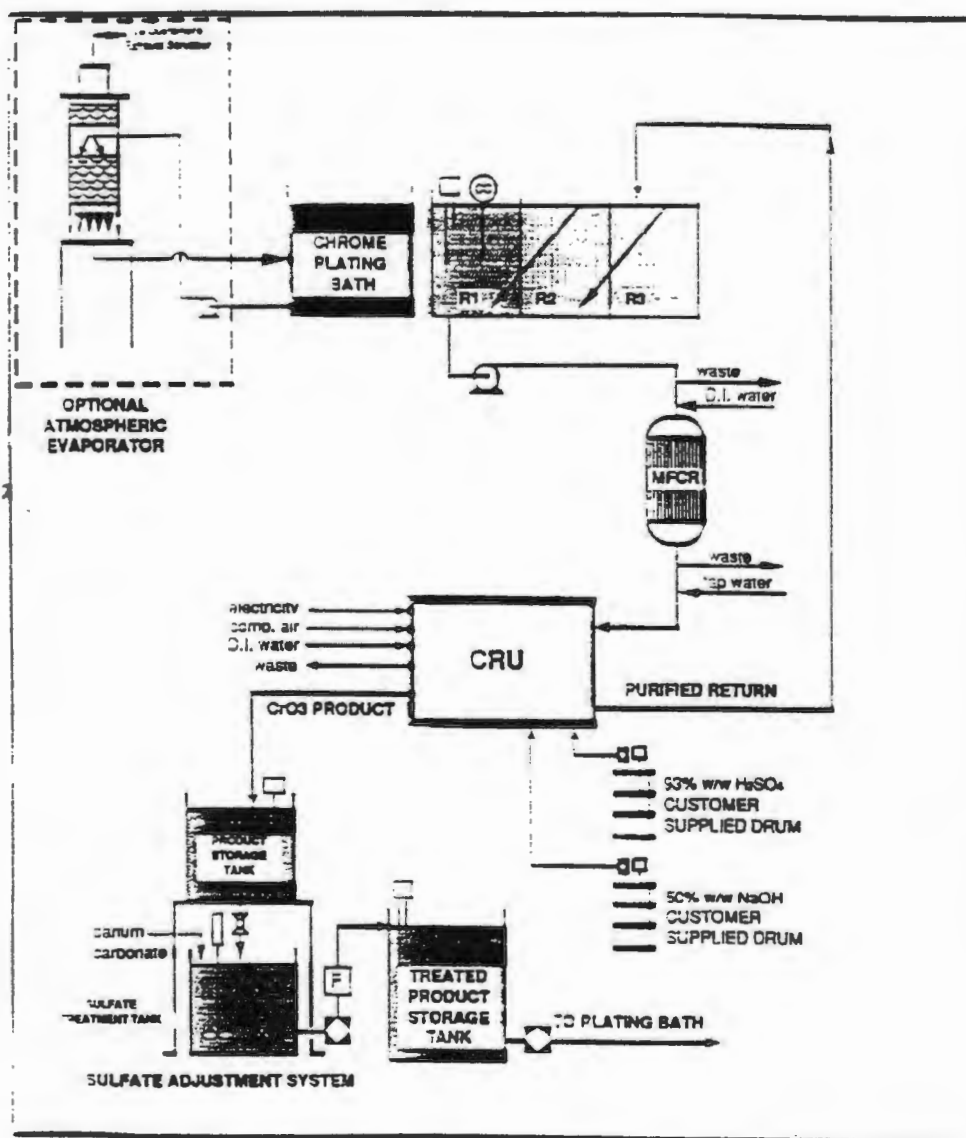 Exhaust Scrubber
OPTIONAL
ATMOSPHERIC
EVAPORATOR
CHROME
PLATING
BATH
R1
R2
R3
waste
D.I. water
MFCR
waste
tap water
electricity
comp. air
D.I. water
waste
CRU
CrO3 PRODUCT
PURIFIED RETURN
93% w/w H₂SO₄
CUSTOMER
SUPPLIED DRUM
50% w/w NaOH
CUSTOMER
SUPPLIED DRUM
PRODUCT
STORAGE
TANK
barium
carbonate
SULFATE
TREATMENT TANK
F
TREATED
PRODUCT
STORAGE
TANK
TO PLATING BATH
SULFATE ADJUSTMENT SYSTEM